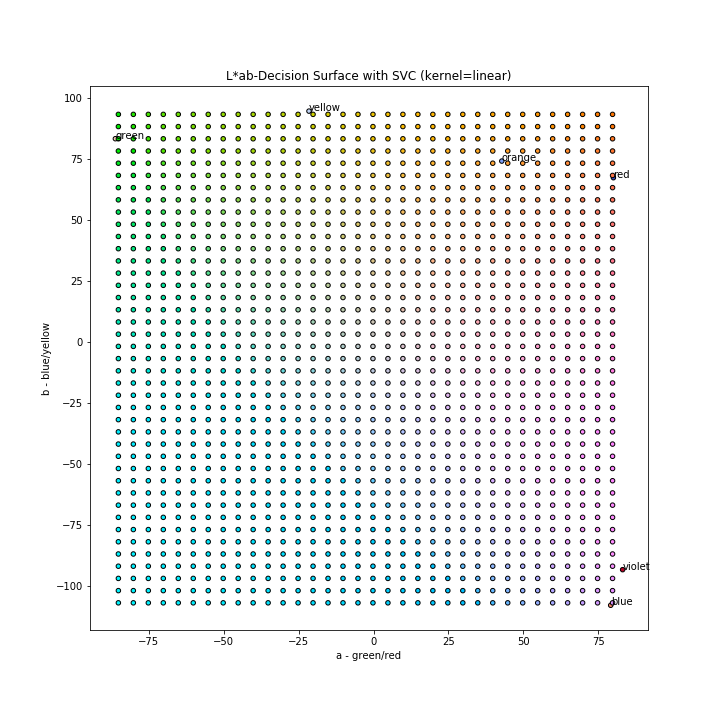 L*ab-Decision Surface with SVC (kernel=linear)
100
75
50
25
0
−25
−50
−75
−100
b - blue/yellow
yellow
green
orange
red
violet
blue
−75
−50
−25
0
25
50
75
a - green/red